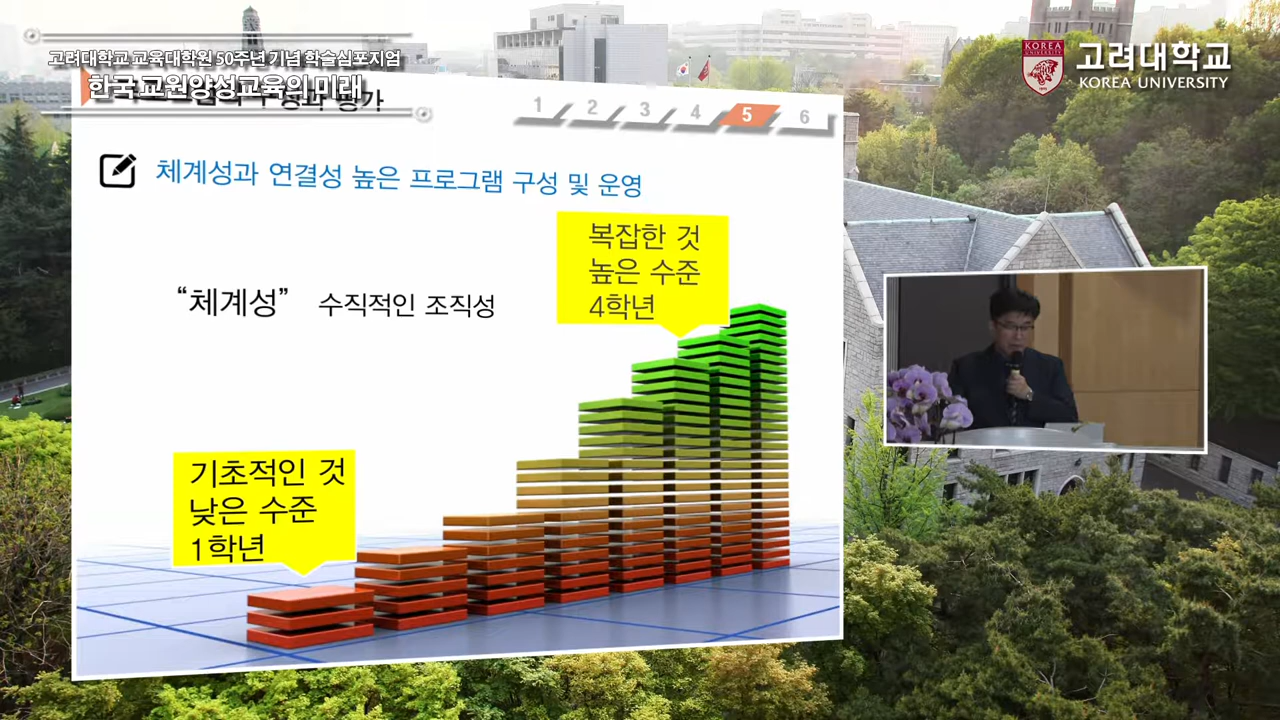 고려대학교 교육대학원 50주년 기념 학술심포지엄
한국 교원양성교육의 미래
KOREA
고려대학교
KOREA UNIVERSITY
1 2 3 4 5 6
체계성과 연결성 높은 프로그램 구성 및 운영
복잡한 것
높은 수준
4학년
“체계성” 수직적인 조직성
기초적인 것
낮은 수준
1학년